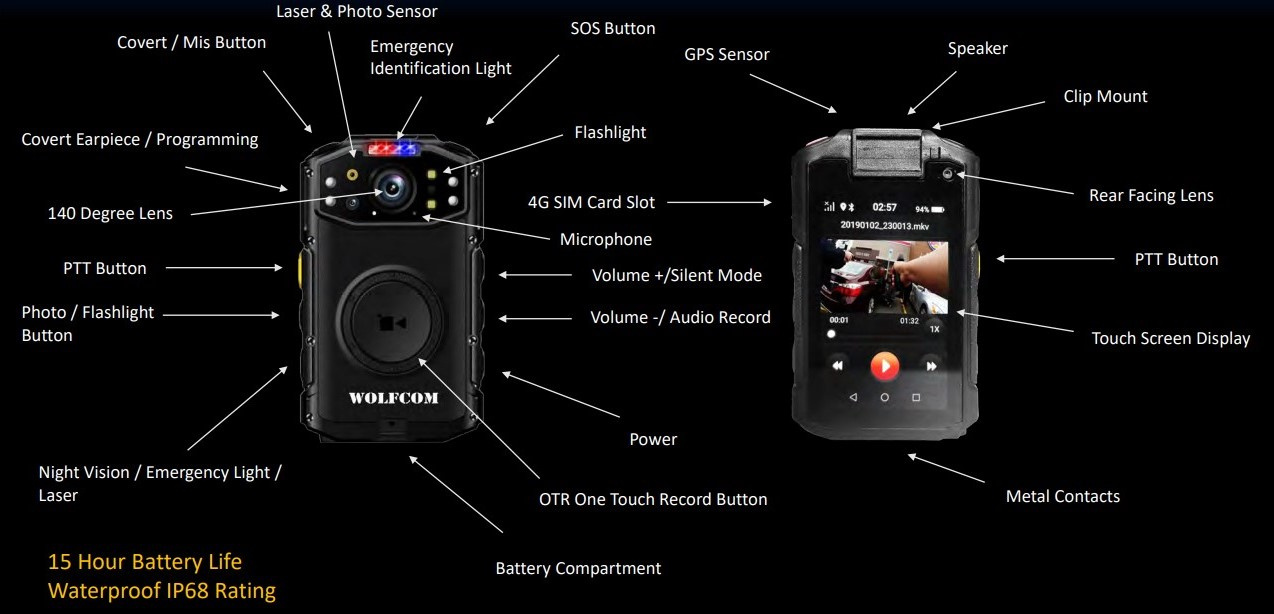 Laser & Photo Sensor
Covert / Mis Button
Emergency
Identification Light
SOS Button
GPS Sensor
Speaker
Clip Mount
Covert Earpiece / Programming
Flashlight
140 Degree Lens
4G SIM Card Slot
Rear Facing Lens
Microphone
PTT Button
Volume +/Silent Mode
PTT Button
Photo / Flashlight
Button
Volume -/ Audio Record
Touch Screen Display
02:57
94%
20190102_230013.mkv
00:01
01:32
1X
WOLFCOM
Power
Night Vision / Emergency Light /
Laser
OTR One Touch Record Button
Metal Contacts
Battery Compartment
15 Hour Battery Life
Waterproof IP68 Rating